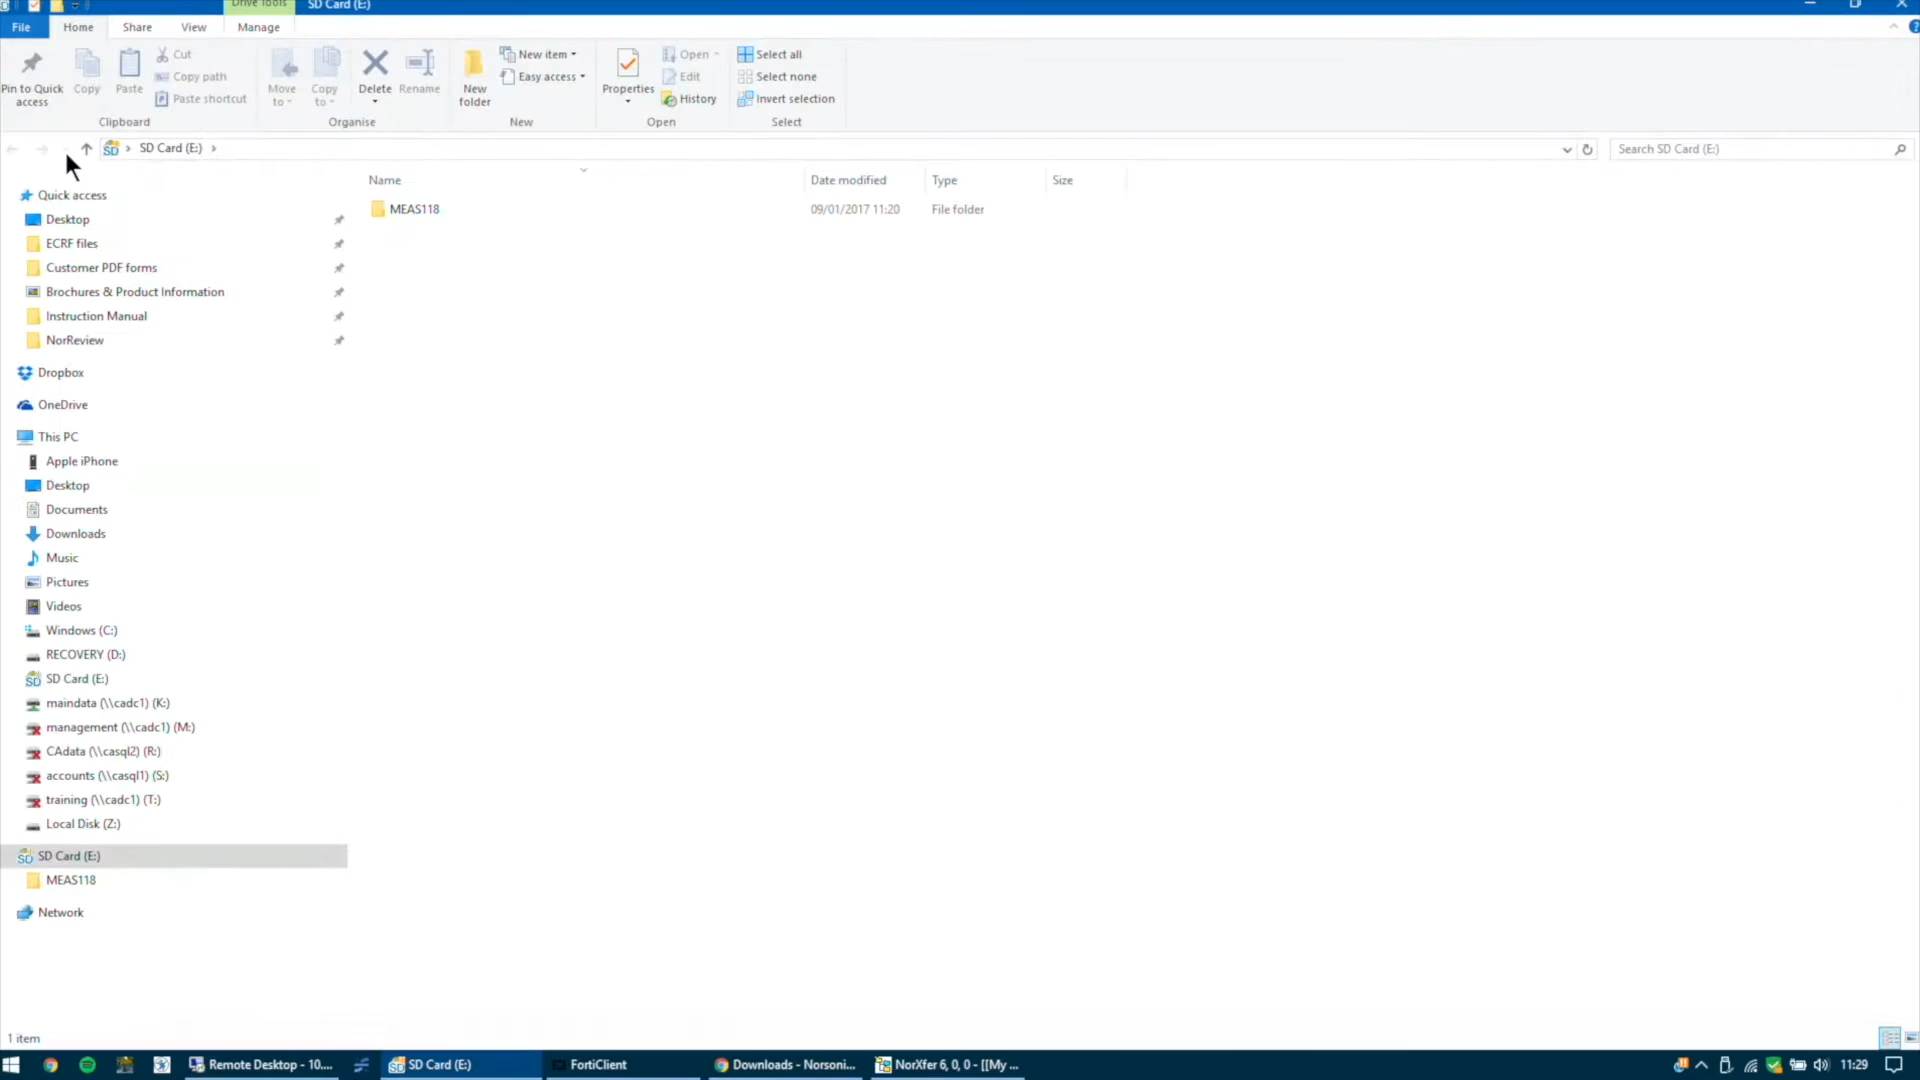 Drive Tools SD Card (E:)
File Home Share View Manage
Pin to Quick access
Copy
Paste
Cut
Copy path
Paste shortcut
Clipboard
Move to
Copy to
Delete
Rename
Organise
New folder
New item
Easy access
New
Properties
Open
Edit
History
Open
Select all
Select none
Invert selection
Select
SD Card (E:)
Search SD Card (E:)
Name Date modified Type Size
MEAS118 09/01/2017 11:20 File folder
Quick access
Desktop
ECRF files
Customer PDF forms
Brochures & Product Information
Instruction Manual
NorReview
Dropbox
OneDrive
This PC
Apple iPhone
Desktop
Documents
Downloads
Music
Pictures
Videos
Windows (C:)
RECOVERY (D:)
SD Card (E:)
maindata (\\cadc1) (K:)
management (\\cadc1) (M:)
CAdata (\\casql2) (R:)
accounts (\\casql1) (S:)
training (\\cadc1) (T:)
Local Disk (Z:)
SD Card (E:)
MEAS118
Network
1 item
Remote Desktop - 10.... SD Card (E:) FortiClient Downloads - Norsoni... NorXfer 6, 0, 0 - [[My ... 11:29